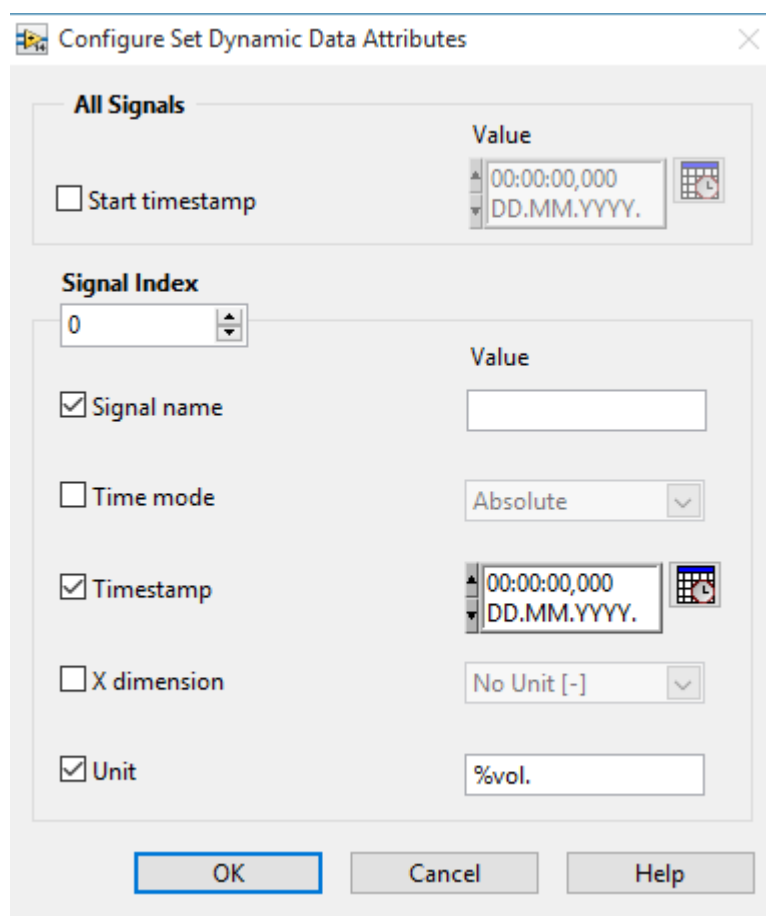 Configure Set Dynamic Data Attributes
All Signals
Value
Start timestamp
00:00:00,000
DD.MM.YYYY.
Signal Index
0
Value
Signal name
Time mode
Absolute
Timestamp
00:00:00,000
DD.MM.YYYY.
X dimension
No Unit [-]
Unit
%vol.
OK
Cancel
Help